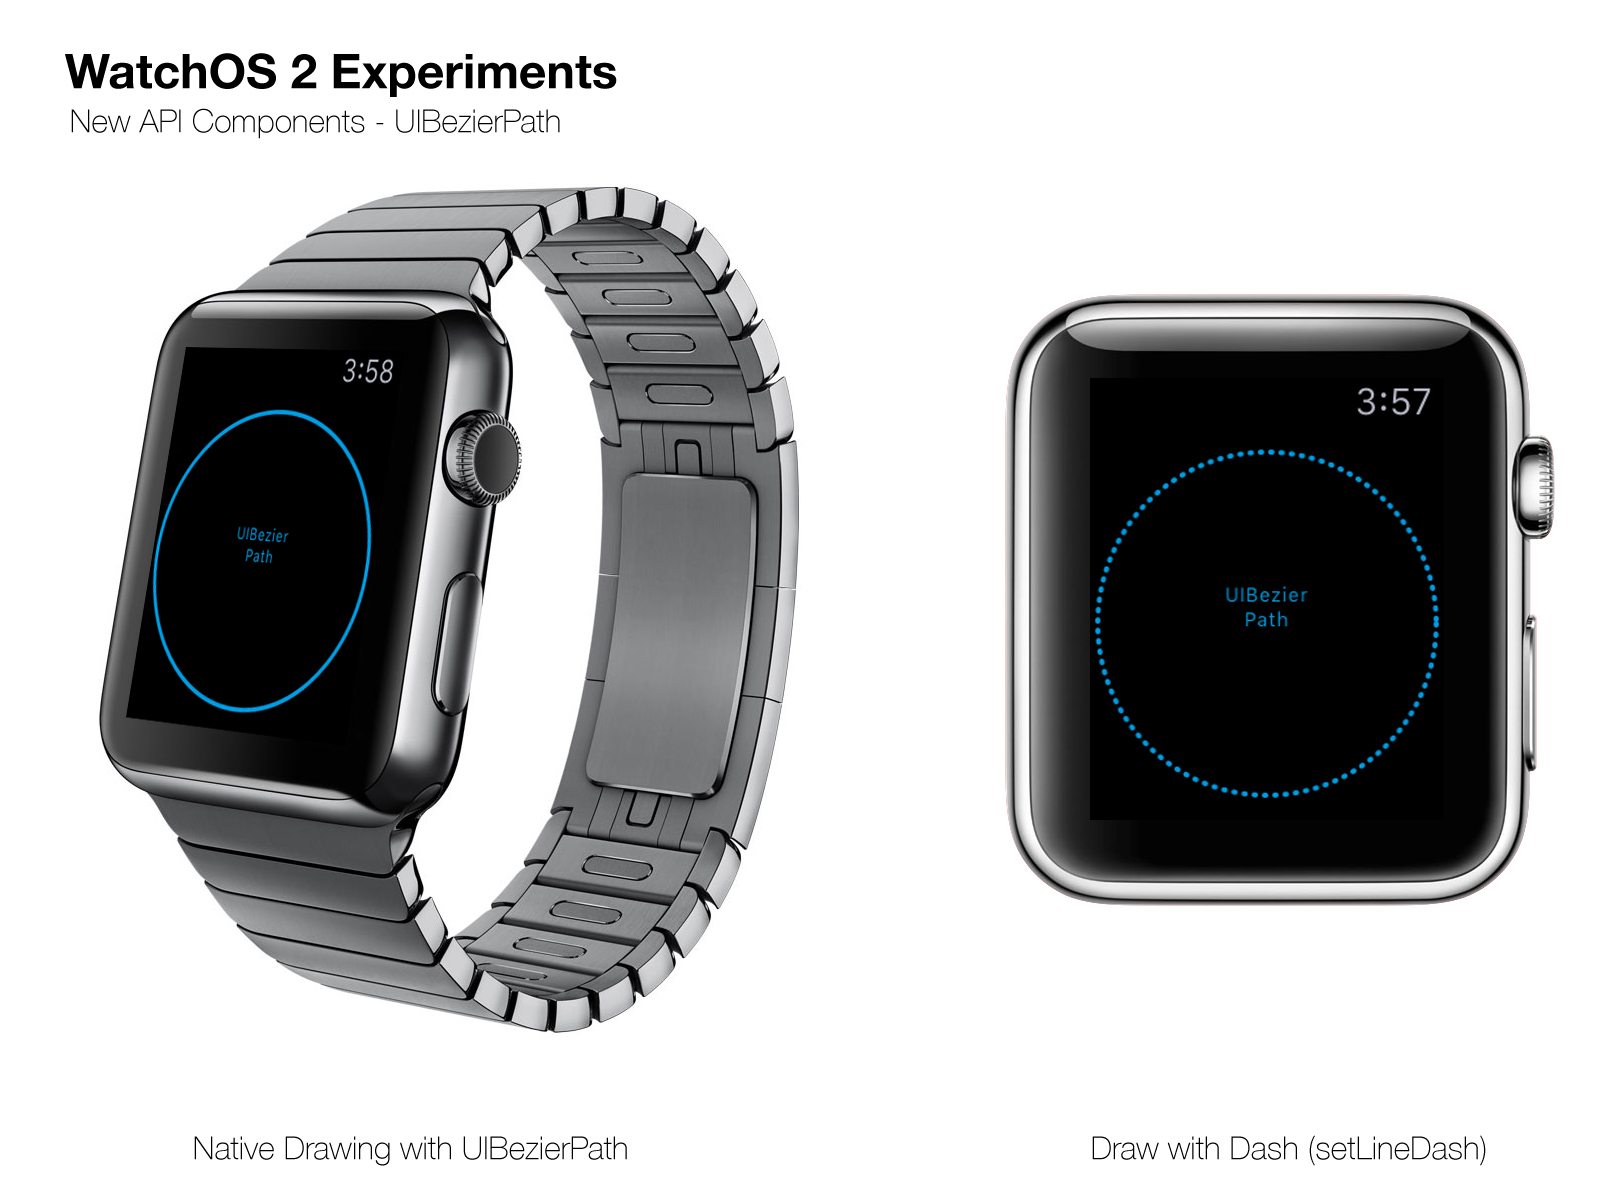 WatchOS 2 Experiments
New API Components - UIBezierPath
3:58
UIBezier
Path
3:57
UIBezier
Path
Native Drawing with UIBezierPath
Draw with Dash (setLineDash)